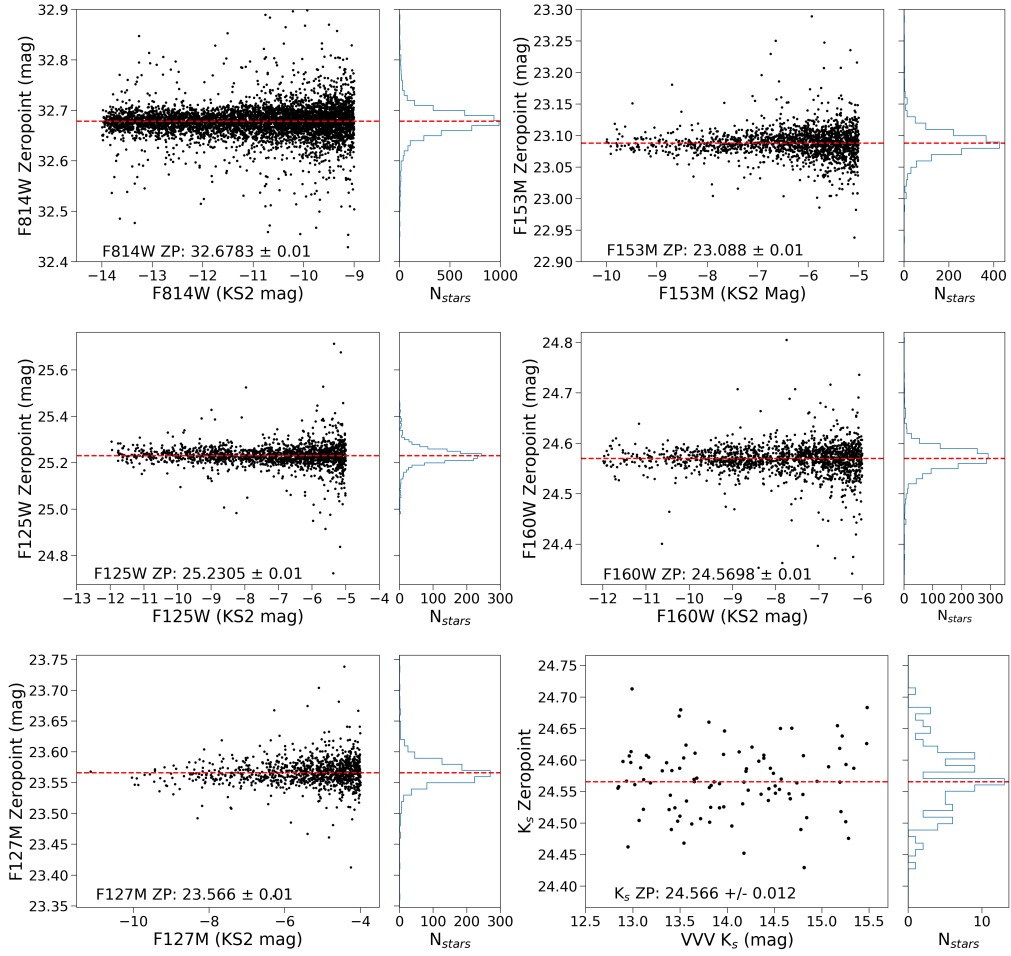 32.9
32.8
32.7
32.6
32.5
32.4
F814W Zeropoint (mag)
F814W ZP: 32.6783 ± 0.01
−14 −13 −12 −11 −10 −9
F814W (KS2 mag)
0 500 1000
Nstars
23.30
23.25
23.20
23.15
23.10
23.05
23.00
22.95
22.90
F153M Zeropoint (mag)
F153M ZP: 23.088 ± 0.01
−10 −9 −8 −7 −6 −5
F153M (KS2 Mag)
0 200 400
Nstars
25.6
25.4
25.2
25.0
24.8
F125W Zeropoint (mag)
F125W ZP: 25.2305 ± 0.01
−13 −12 −11 −10 −9 −8 −7 −6 −5 −4
F125W (KS2 mag)
0 100 200 300
Nstars
24.8
24.7
24.6
24.5
24.4
F160W Zeropoint (mag)
F160W ZP: 24.5698 ± 0.01
−12 −11 −10 −9 −8 −7 −6
F160W (KS2 mag)
0 100 200 300
Nstars
23.75
23.70
23.65
23.60
23.55
23.50
23.45
23.40
23.35
F127M Zeropoint (mag)
F127M ZP: 23.566 ± 0.01
−10 −8 −6 −4
F127M (KS2 mag)
0 100 200 300
Nstars
24.75
24.70
24.65
24.60
24.55
24.50
24.45
24.40
Ks Zeropoint
Ks ZP: 24.566 +/- 0.012
12.5 13.0 13.5 14.0 14.5 15.0 15.5
VVV Ks (mag)
0 10
Nstars